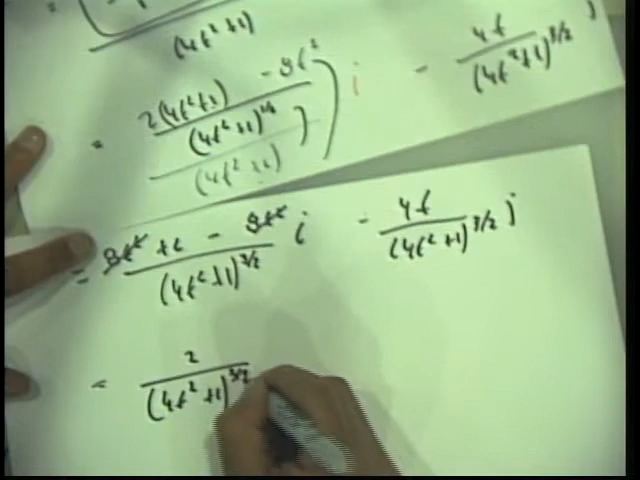 (4t²+1)
= 2(4t²+1) - 8t² / (4t²+1)^1/2 / (4t²+1) ) i - 4t / (4t²+1)^3/2 j
= 8t² + 2 - 8t² / (4t²+1)^3/2 i - 4t / (4t²+1)^3/2 j
= 2 / (4t²+1)^3/2